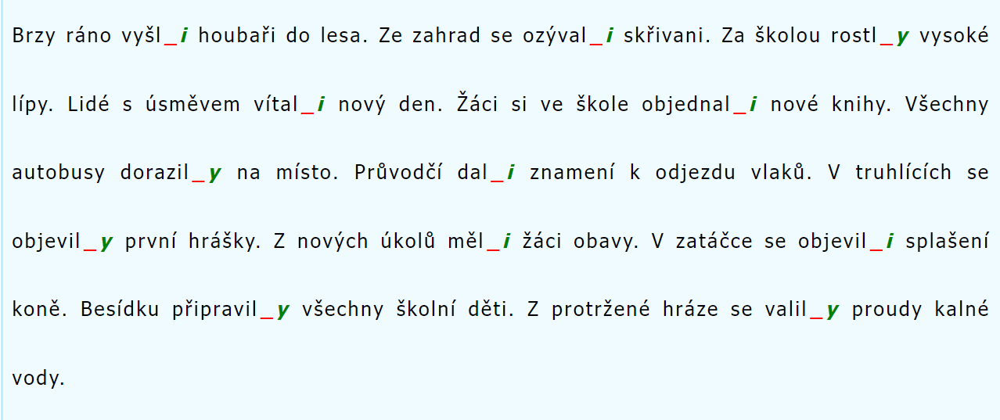 Brzy ráno vyšl_i houbaři do lesa. Ze zahrad se ozýval_i skřivani. Za školou rostl_y vysoké
lípy. Lidé s úsměvem vítal_i nový den. Žáci si ve škole objednal_i nové knihy. Všechny
autobusy dorazil_y na místo. Průvodčí dal_i znamení k odjezdu vlaků. V truhlících se
objevil_y první hrášky. Z nových úkolů měl_i žáci obavy. V zatáčce se objevil_i splašení
koně. Besídku připravil_y všechny školní děti. Z protržené hráze se valil_y proudy kalné
vody.